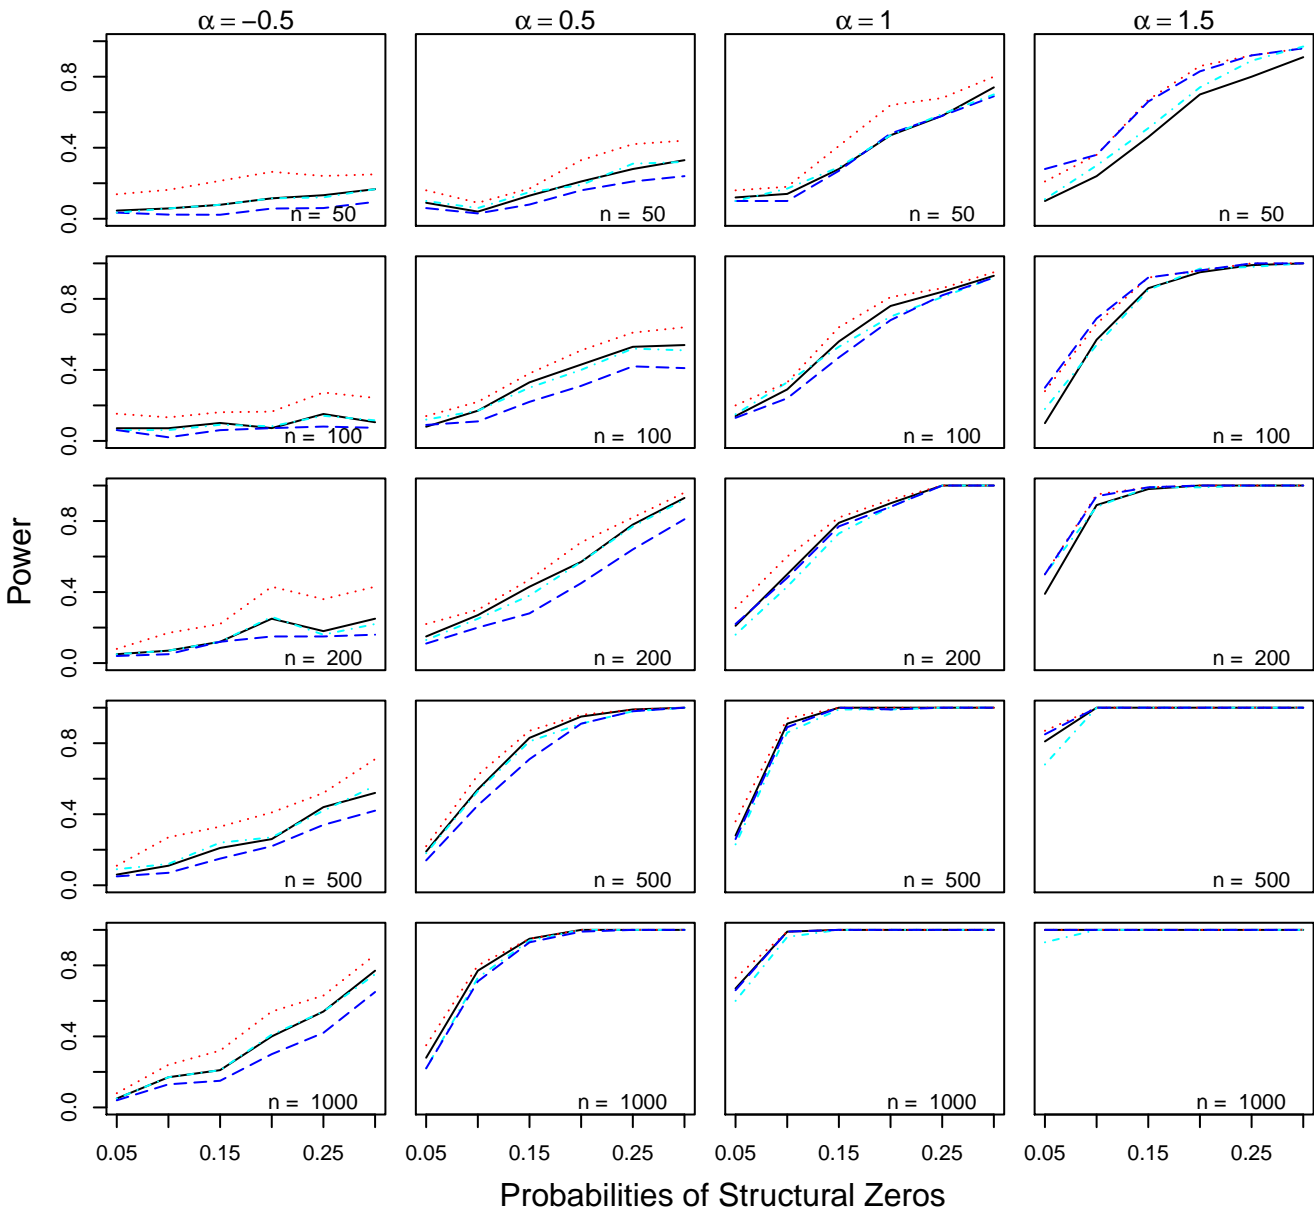 α = −0.5
α = 0.5
α = 1
α = 1.5
0.0 0.4 0.8
n = 50
n = 50
n = 50
n = 50
0.0 0.4 0.8
n = 100
n = 100
n = 100
n = 100
Power
0.0 0.4 0.8
n = 200
n = 200
n = 200
n = 200
0.0 0.4 0.8
n = 500
n = 500
n = 500
n = 500
0.0 0.4 0.8
n = 1000
n = 1000
n = 1000
n = 1000
0.05 0.15 0.25
0.05 0.15 0.25
0.05 0.15 0.25
0.05 0.15 0.25
Probabilities of Structural Zeros